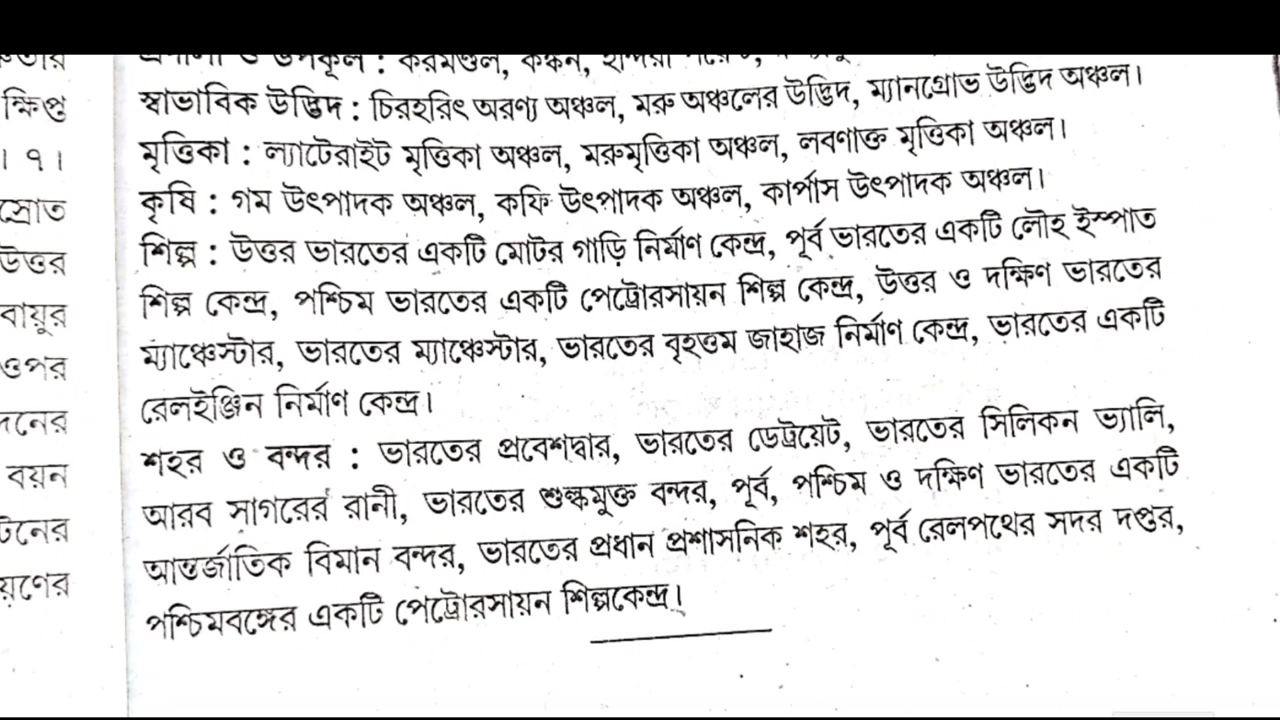 স্বাভাবিক উদ্ভিদ : চিরহরিৎ অরণ্য অঞ্চল, মরু অঞ্চলের উদ্ভিদ, ম্যানগ্রোভ উদ্ভিদ অঞ্চল।
ক্ষিপ্ত
মৃত্তিকা : ল্যাটেরাইট মৃত্তিকা অঞ্চল, মরুমৃত্তিকা অঞ্চল, লবণাক্ত মৃত্তিকা অঞ্চল।
। ৭।
কৃষি : গম উৎপাদক অঞ্চল, কফি উৎপাদক অঞ্চল, কার্পাস উৎপাদক অঞ্চল।
স্রোত
শিল্প : উত্তর ভারতের একটি মোটর গাড়ি নির্মাণ কেন্দ্র, পূর্ব ভারতের একটি লৌহ ইস্পাত
উত্তর
শিল্প কেন্দ্র, পশ্চিম ভারতের একটি পেট্রোরসায়ন শিল্প কেন্দ্র, উত্তর ও দক্ষিণ ভারতের
বায়ুর
ম্যাঞ্চেস্টার, ভারতের ম্যাঞ্চেস্টার, ভারতের বৃহত্তম জাহাজ নির্মাণ কেন্দ্র, ভারতের একটি
ওপর
রেলইঞ্জিন নির্মাণ কেন্দ্র।
শহর ও বন্দর : ভারতের প্রবেশদ্বার, ভারতের ডেট্রয়েট, ভারতের সিলিকন ভ্যালি,
বয়ন
আরব সাগরের রানী, ভারতের শুল্কমুক্ত বন্দর, পূর্ব, পশ্চিম ও দক্ষিণ ভারতের একটি
আন্তর্জাতিক বিমান বন্দর, ভারতের প্রধান প্রশাসনিক শহর, পূর্ব রেলপথের সদর দপ্তর,
পশ্চিমবঙ্গের একটি পেট্রোরসায়ন শিল্পকেন্দ্র।